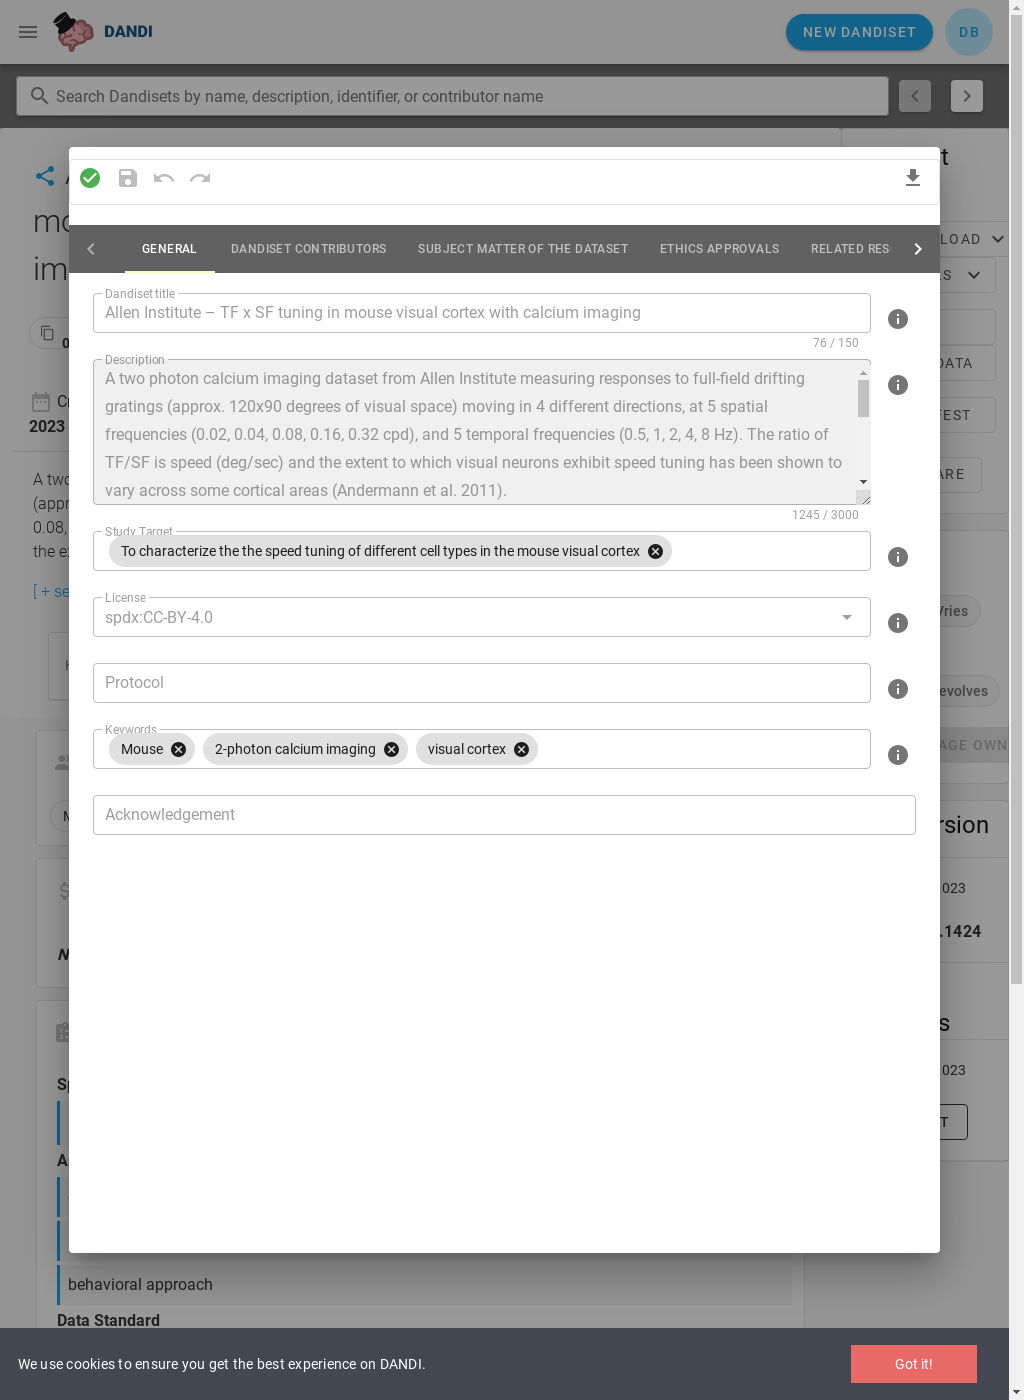 DANDI
NEW DANDISET
DB
Search Dandisets by name, description, identifier, or contributor name
GENERAL
DANDISET CONTRIBUTORS
SUBJECT MATTER OF THE DATASET
ETHICS APPROVALS
RELATED RES
Dandiset title
Allen Institute – TF x SF tuning in mouse visual cortex with calcium imaging
76 / 150
Description
A two photon calcium imaging dataset from Allen Institute measuring responses to full-field drifting
gratings (approx. 120x90 degrees of visual space) moving in 4 different directions, at 5 spatial
frequencies (0.02, 0.04, 0.08, 0.16, 0.32 cpd), and 5 temporal frequencies (0.5, 1, 2, 4, 8 Hz). The ratio of
TF/SF is speed (deg/sec) and the extent to which visual neurons exhibit speed tuning has been shown to
vary across some cortical areas (Andermann et al. 2011).
1245 / 3000
Study Target
To characterize the the speed tuning of different cell types in the mouse visual cortex
License
spdx:CC-BY-4.0
Protocol
Keywords
Mouse
2-photon calcium imaging
visual cortex
Acknowledgement
mo
im
2023
A two
(appr
0.08,
the e
[ + se
t
LOAD
S
DATA
EST
ARE
Vries
evolves
AGE OWN
rsion
023
.1424
s
023
T
behavioral approach
Data Standard
We use cookies to ensure you get the best experience on DANDI.
Got it!